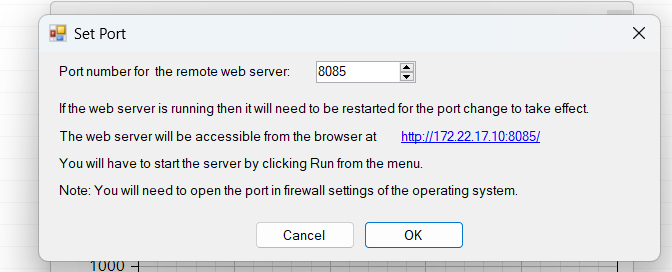 Set Port
Port number for the remote web server: 8085
If the web server is running then it will need to be restarted for the port change to take effect.
The web server will be accessible from the browser at http://172.22.17.10:8085/
You will have to start the server by clicking Run from the menu.
Note: You will need to open the port in firewall settings of the operating system.
Cancel OK
1000